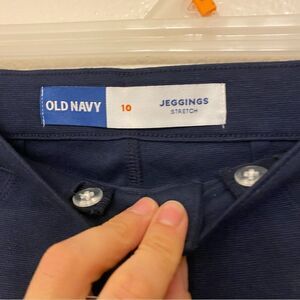 OLD NAVY
10
JEGGINGS
STRETCH